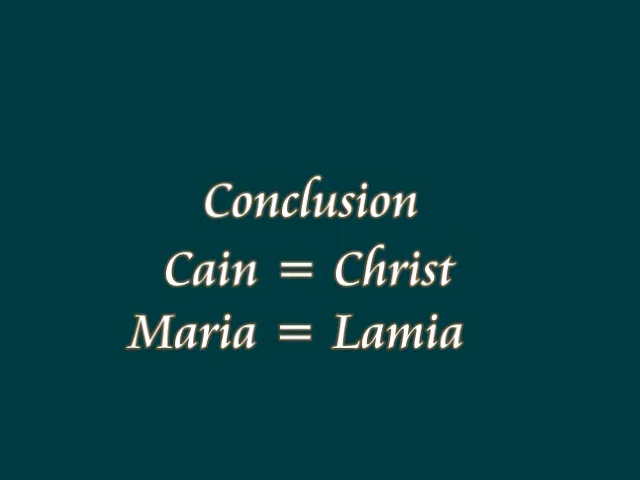 Conclusion
Cain = Christ
Maria = Lamia